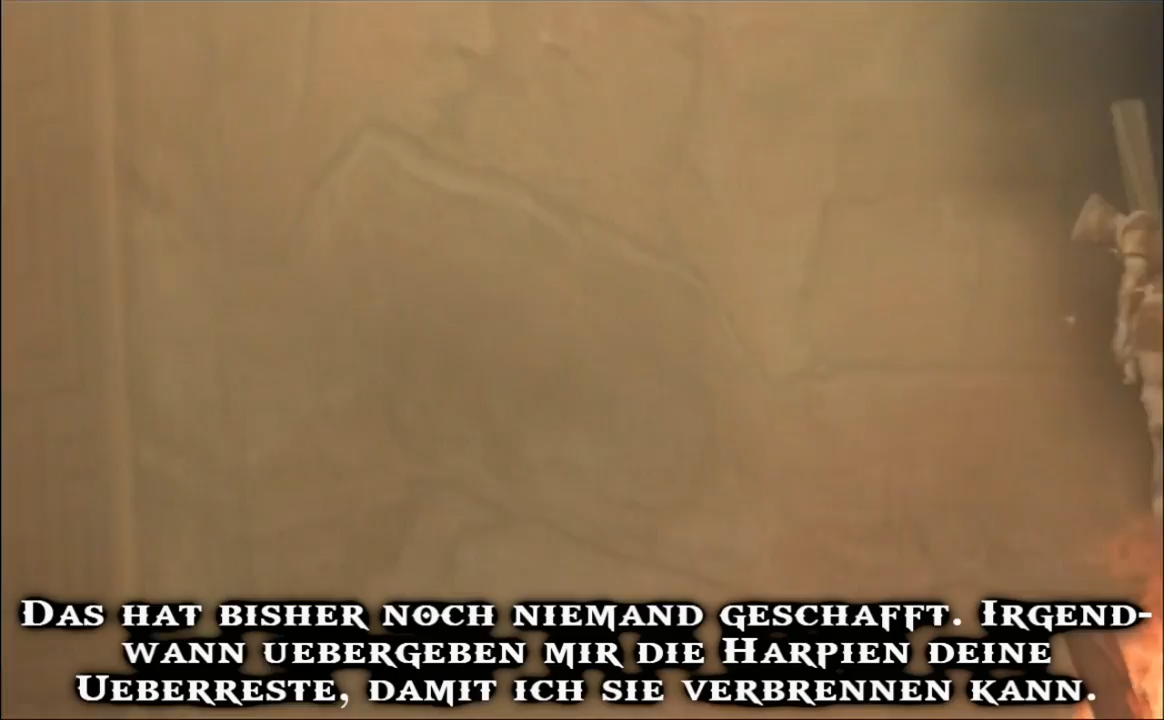 Das hat bisher noch niemand geschafft. Irgend-
wann uebergeben mir die Harpien deine
Ueberreste, damit ich sie verbrennen kann.